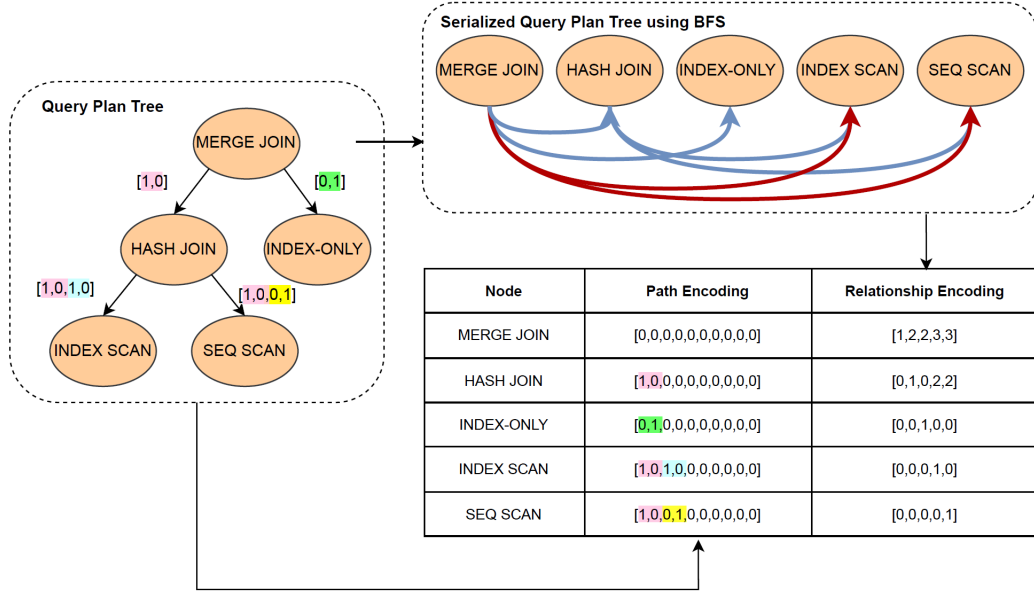 Serialized Query Plan Tree using BFS
MERGE JOIN
HASH JOIN
INDEX-ONLY
INDEX SCAN
SEQ SCAN
Query Plan Tree
MERGE JOIN
[1,0]
[0,1]
HASH JOIN
INDEX-ONLY
[1,0,1,0]
[1,0,0,1]
INDEX SCAN
SEQ SCAN
Node Path Encoding Relationship Encoding
MERGE JOIN [0,0,0,0,0,0,0,0,0,0] [1,2,2,3,3]
HASH JOIN [1,0,0,0,0,0,0,0,0,0] [0,1,0,2,2]
INDEX-ONLY [0,1,0,0,0,0,0,0,0,0] [0,0,1,0,0]
INDEX SCAN [1,0,1,0,0,0,0,0,0,0] [0,0,0,1,0]
SEQ SCAN [1,0,0,1,0,0,0,0,0,0] [0,0,0,0,1]